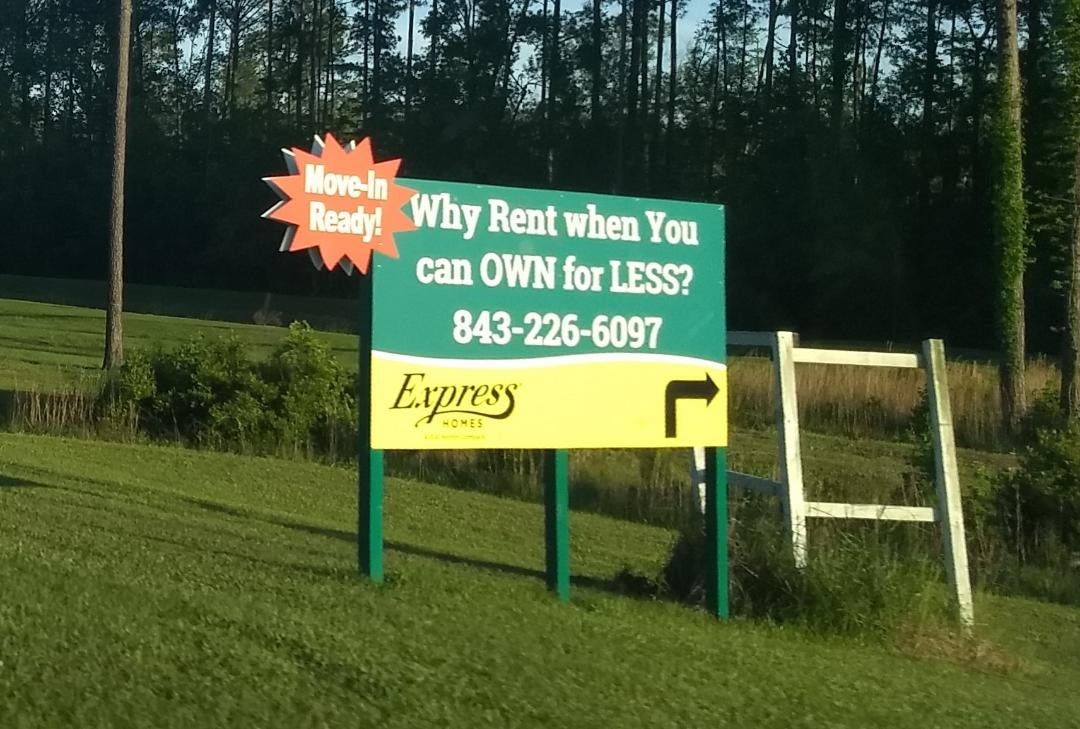 Move-In
Ready!
Why Rent when You
can OWN for LESS?
843-226-6097
Express
HOMES